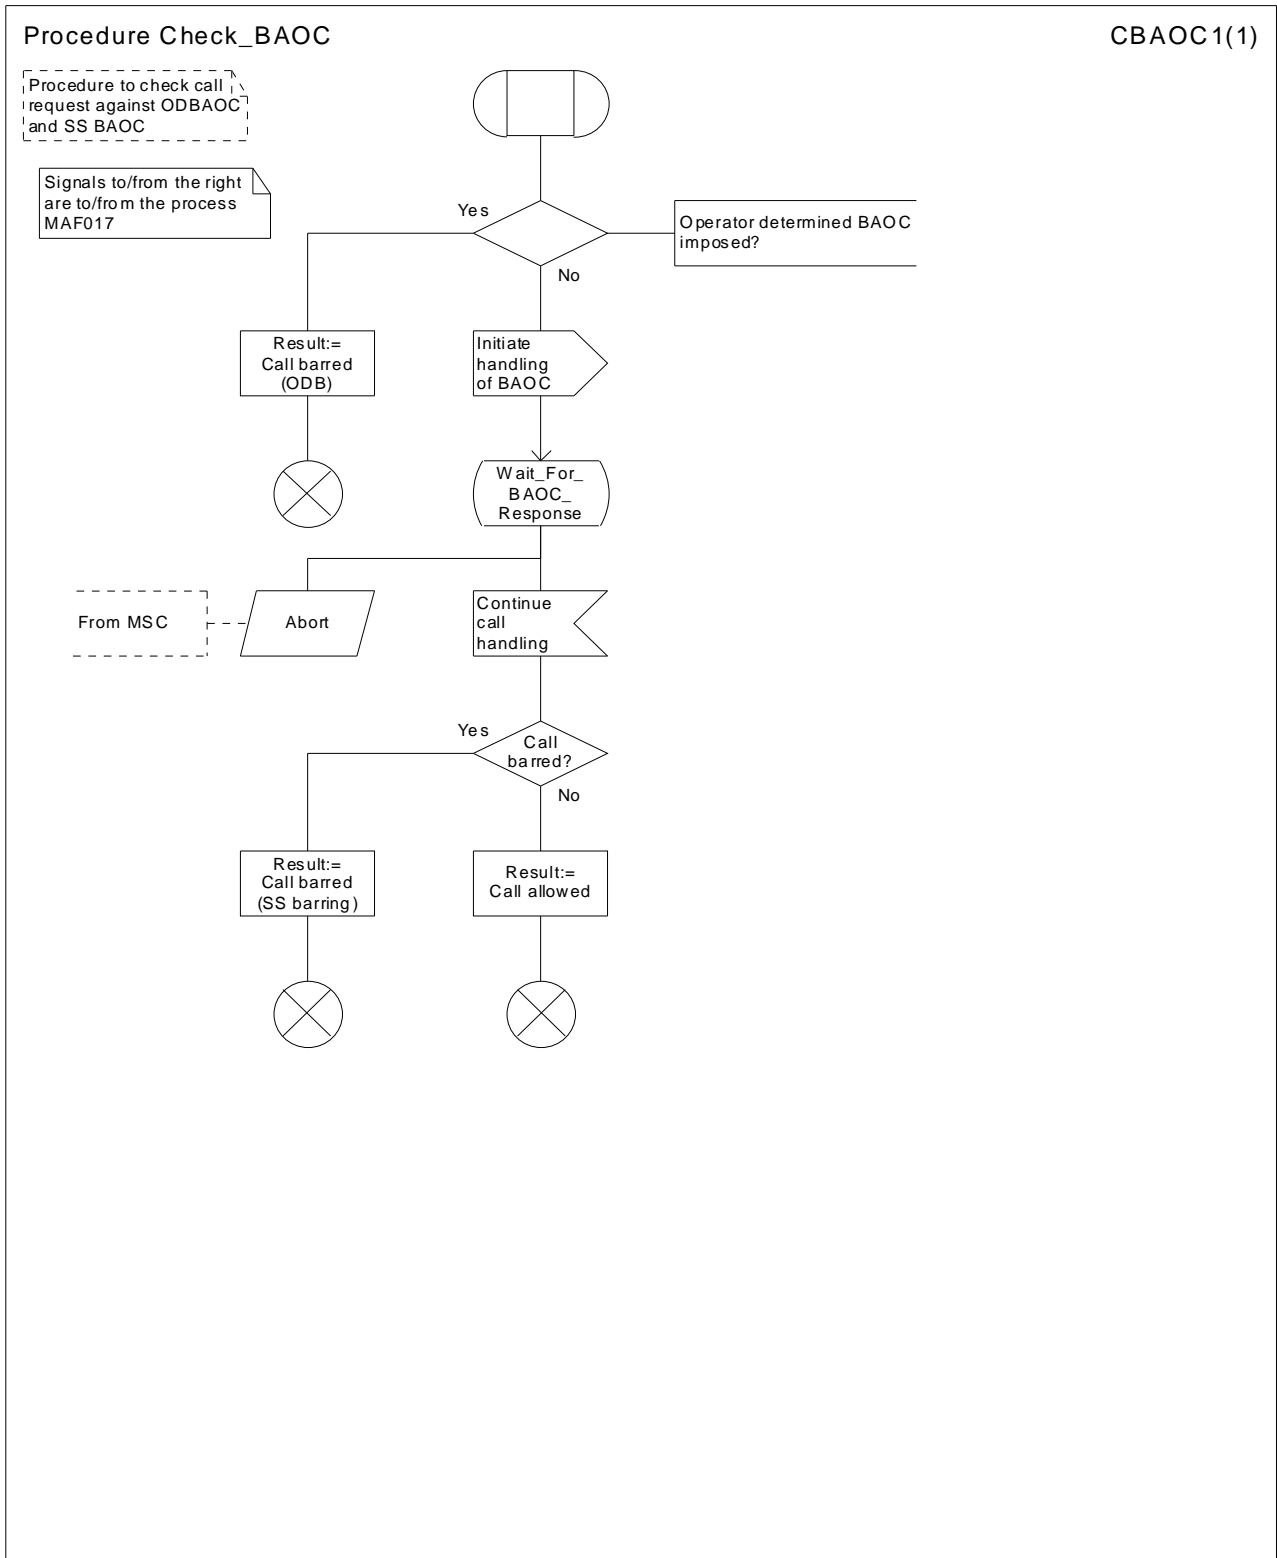 Procedure Check_BAOC
CBAOC1(1)
Procedure to check call
request against ODBAOC
and SS BAOC
Signals to/from the right
are to/from the process
MAF017
Yes
Operator determined BAOC
imposed?
No
Result:=
Call barred
(ODB)
Initiate
handling
of BAOC
Wait_For_
BAOC_
Response
From MSC
Abort
Continue
call
handling
Yes
Call
barred?
No
Result:=
Call barred
(SS barring)
Result:=
Call allowed